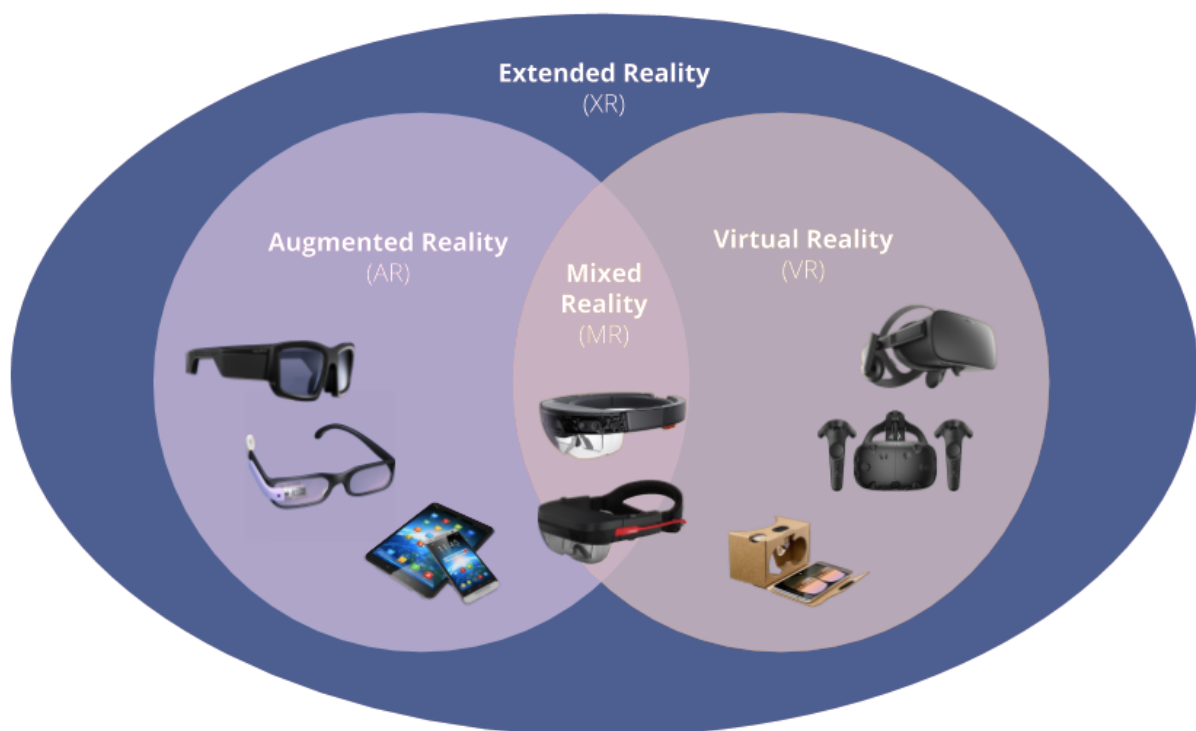 Extended Reality
(XR)
Augmented Reality
(AR)
Mixed
Reality
(MR)
Virtual Reality
(VR)